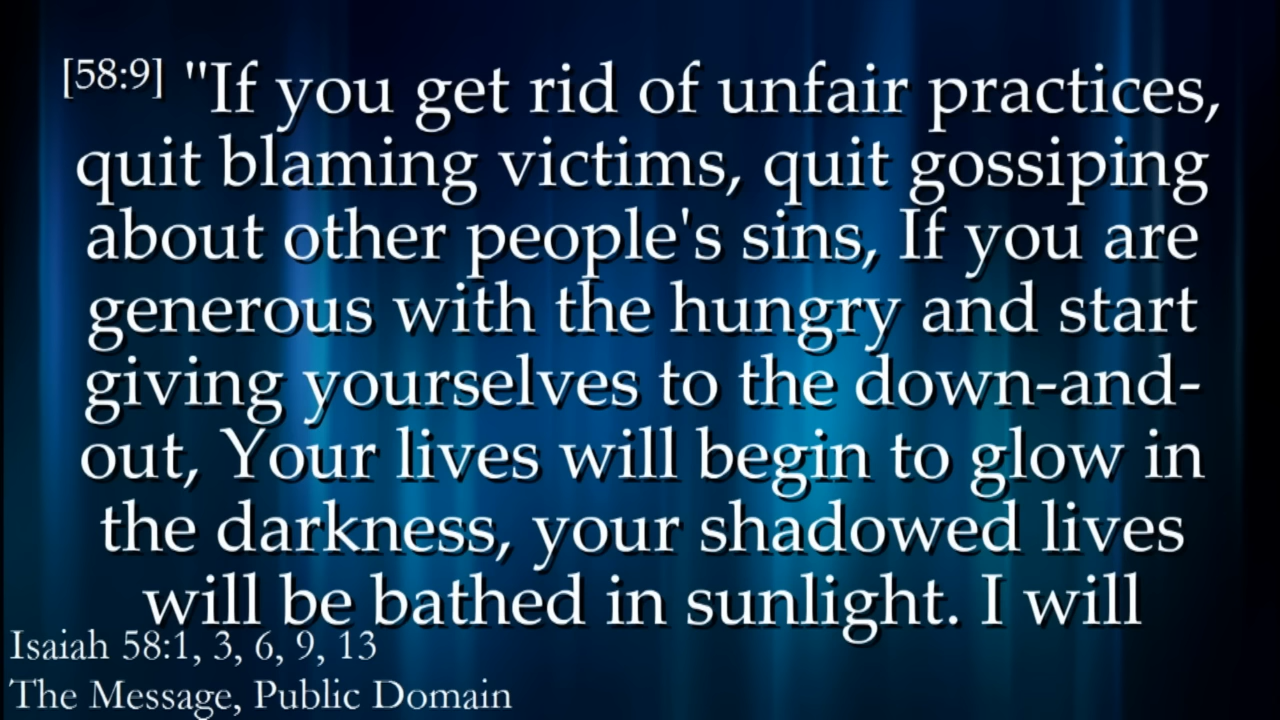 [58:9] "If you get rid of unfair practices,
quit blaming victims, quit gossiping
about other people's sins, If you are
generous with the hungry and start
giving yourselves to the down-and-
out, Your lives will begin to glow in
the darkness, your shadowed lives
will be bathed in sunlight. I will
Isaiah 58:1, 3, 6, 9, 13
The Message, Public Domain